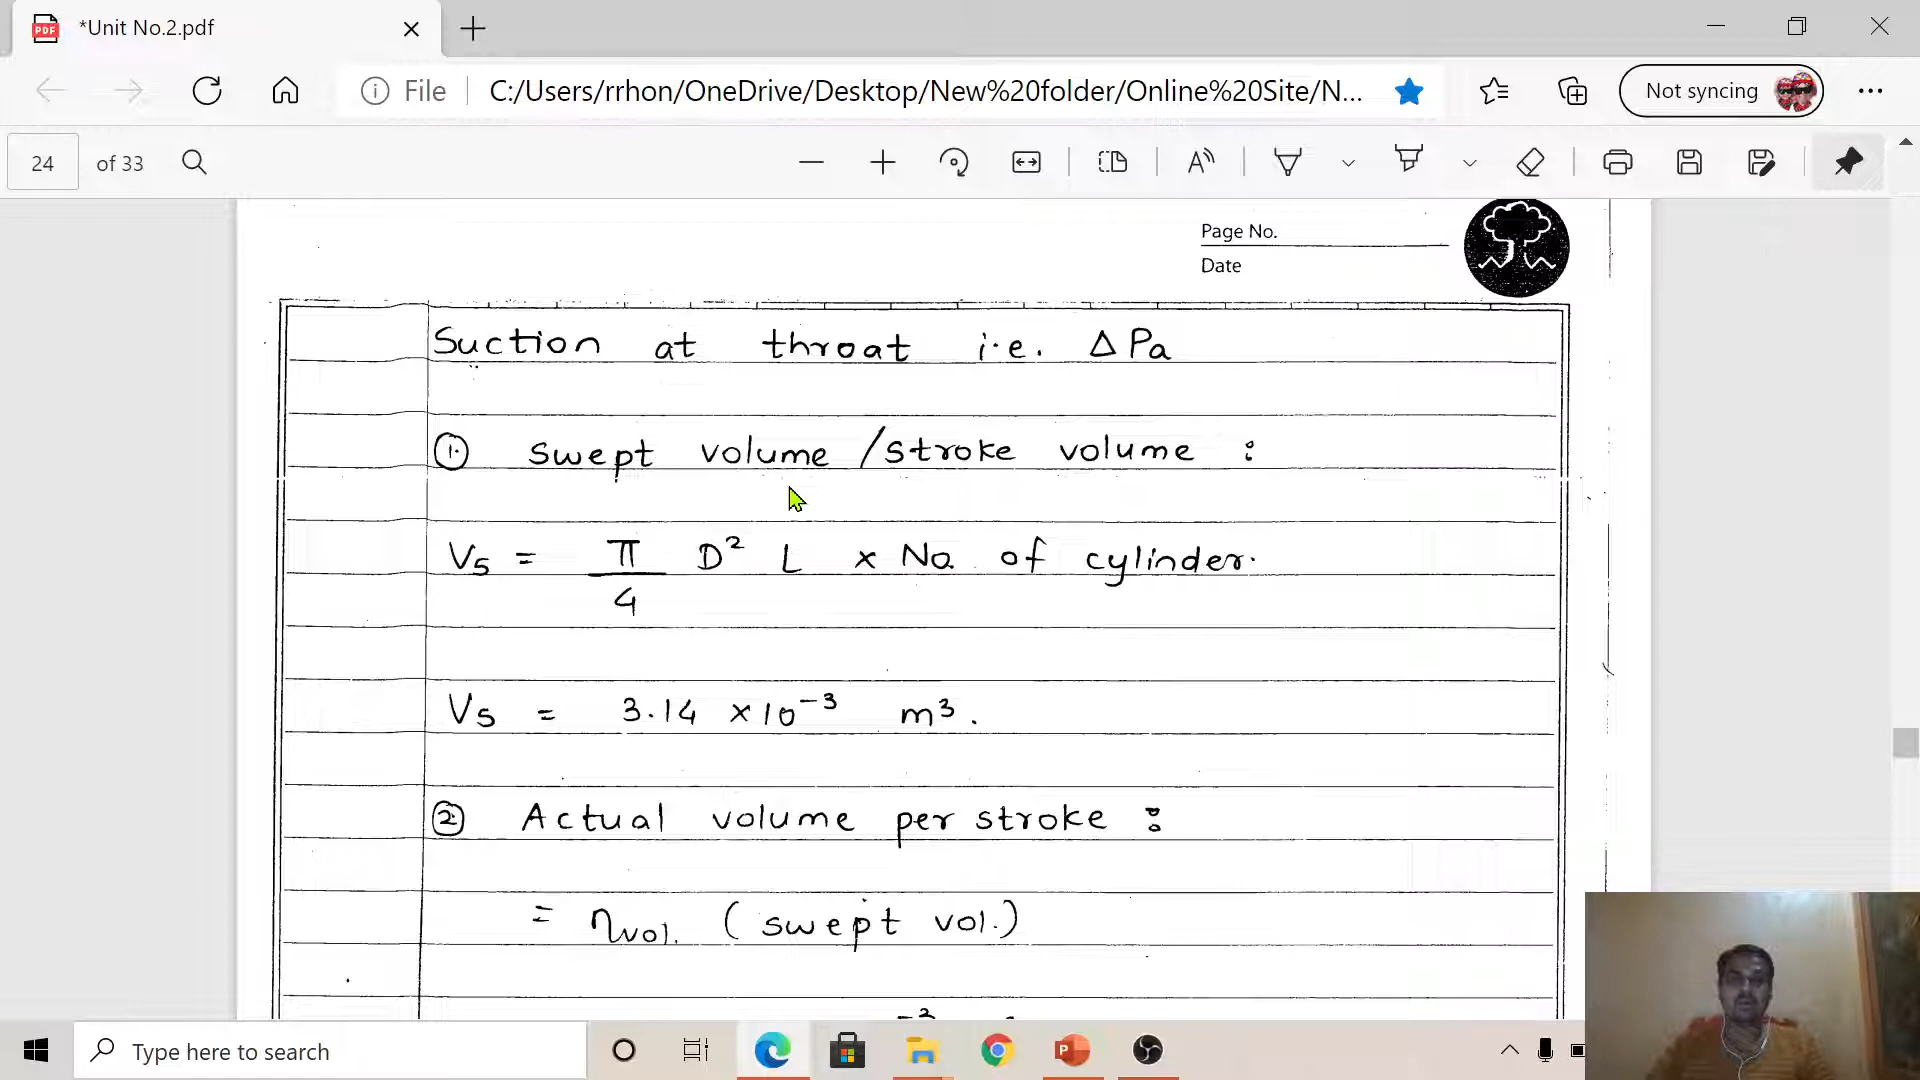 *Unit No.2.pdf
File
C:/Users/rrhon/OneDrive/Desktop/New%20folder/Online%20Site/N...
Not syncing
24 of 33
Page No.
Date
Suction at throat i.e. Δ Pa
① Swept volume / stroke volume :
Vs = π/4 D² L × No. of cylinder.
Vs = 3.14 × 10⁻³ m³.
② Actual volume per stroke :
= ηvol. ( swept vol.)
Type here to search